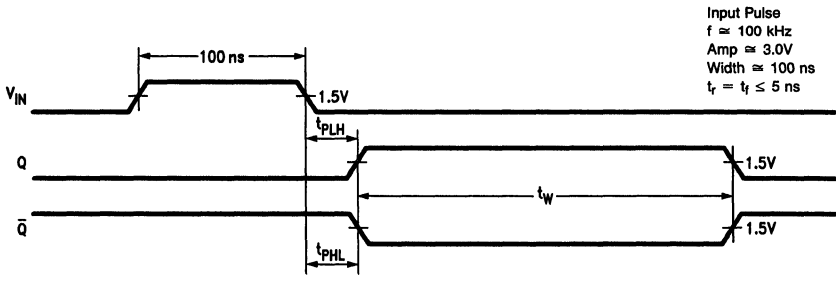 Input Pulse
f ≃ 100 kHz
Amp ≃ 3.0V
Width ≃ 100 ns
tr = tf ≤ 5 ns
100 ns
VIN
1.5V
tPLH
Q
1.5V
tW
Q̅
1.5V
tPHL